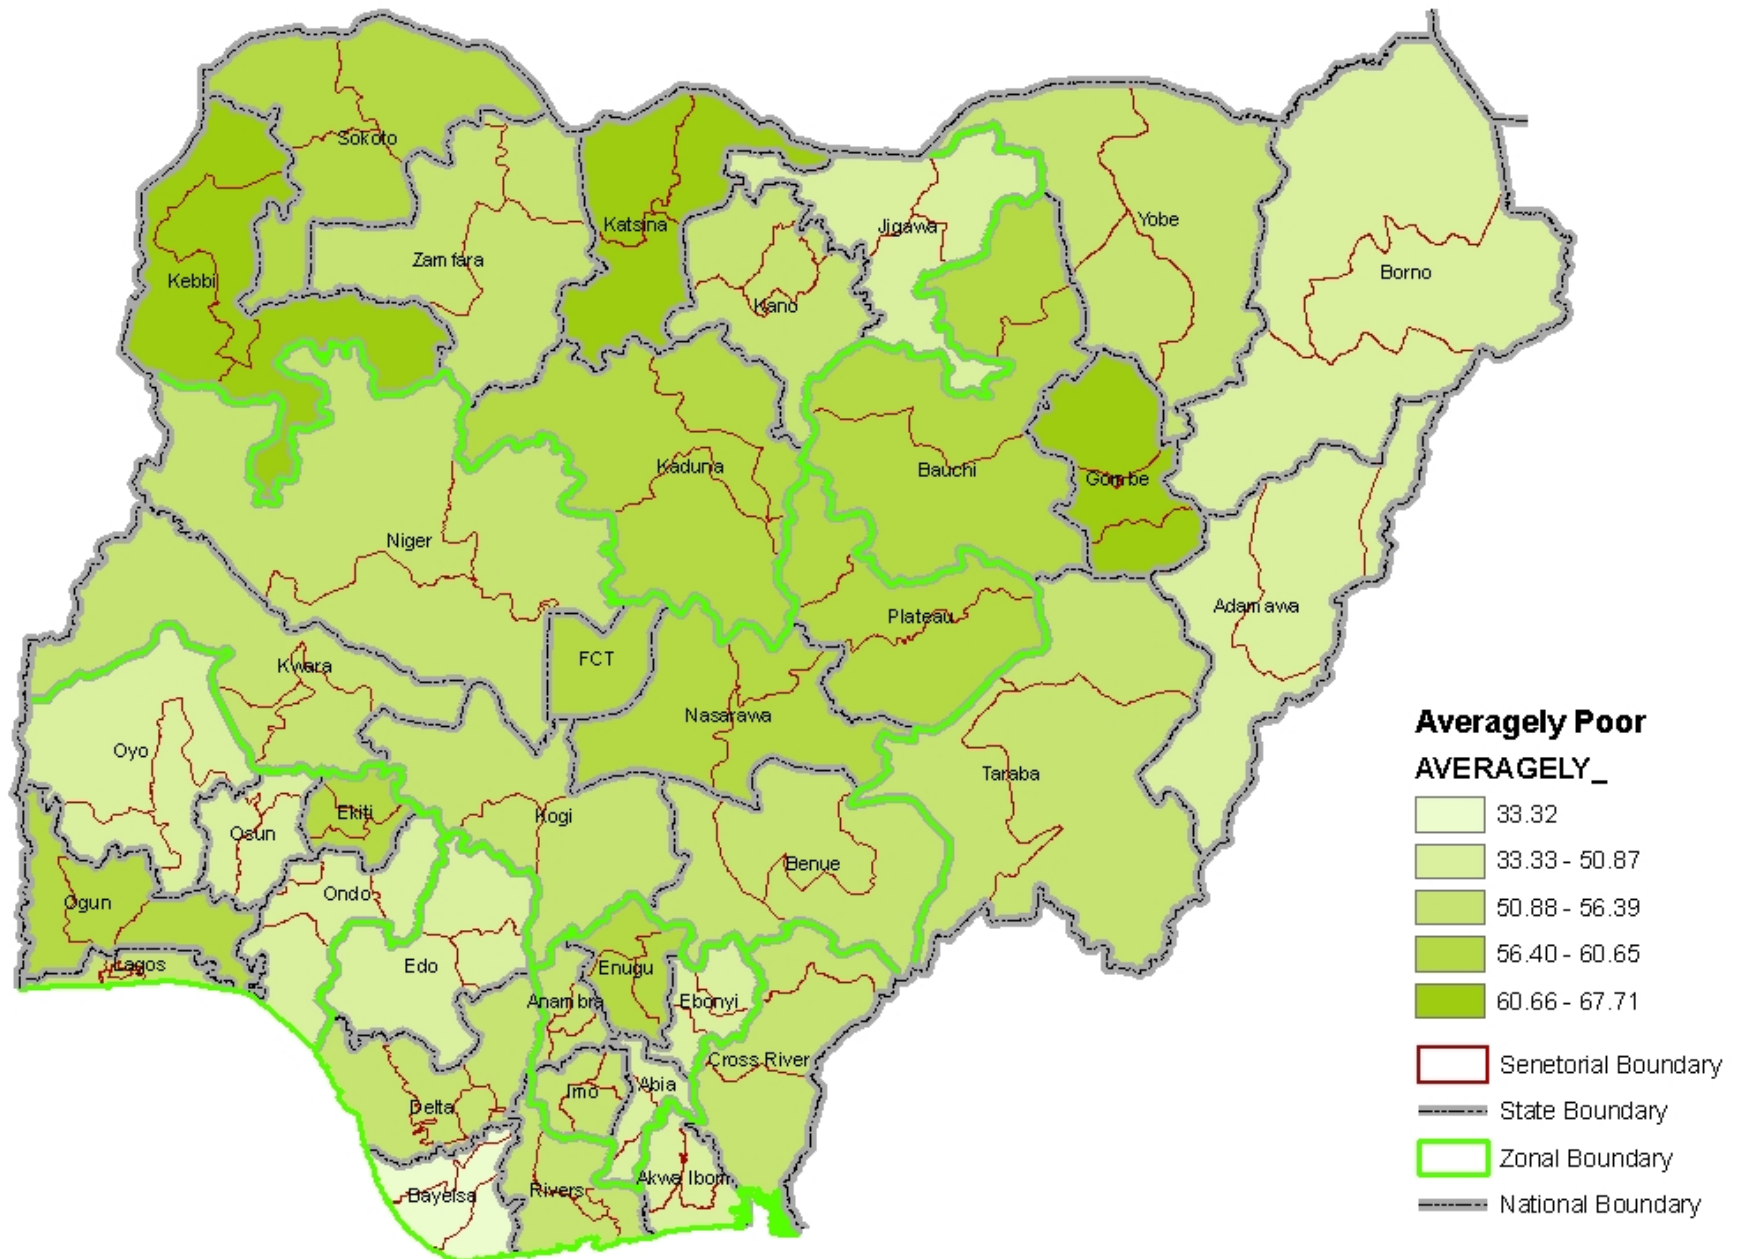 Sokoto
Katsina
Zamfara
Jigawa
Yobe
Kebbi
Kano
Borno
Kaduna
Bauchi
Gombe
Niger
Adamawa
Plateau
FCT
Kwara
Nasarawa
Oyo
Taraba
Ekiti
Kogi
Osun
Benue
Ondo
Ogun
Lagos
Edo
Enugu
Anambra
Ebonyi
Cross River
Abia
Imo
Delta
Akwa Ibom
Rivers
Bayelsa
Averagely Poor
AVERAGELY_
33.32
33.33 - 50.87
50.88 - 56.39
56.40 - 60.65
60.66 - 67.71
Senetorial Boundary
State Boundary
Zonal Boundary
National Boundary